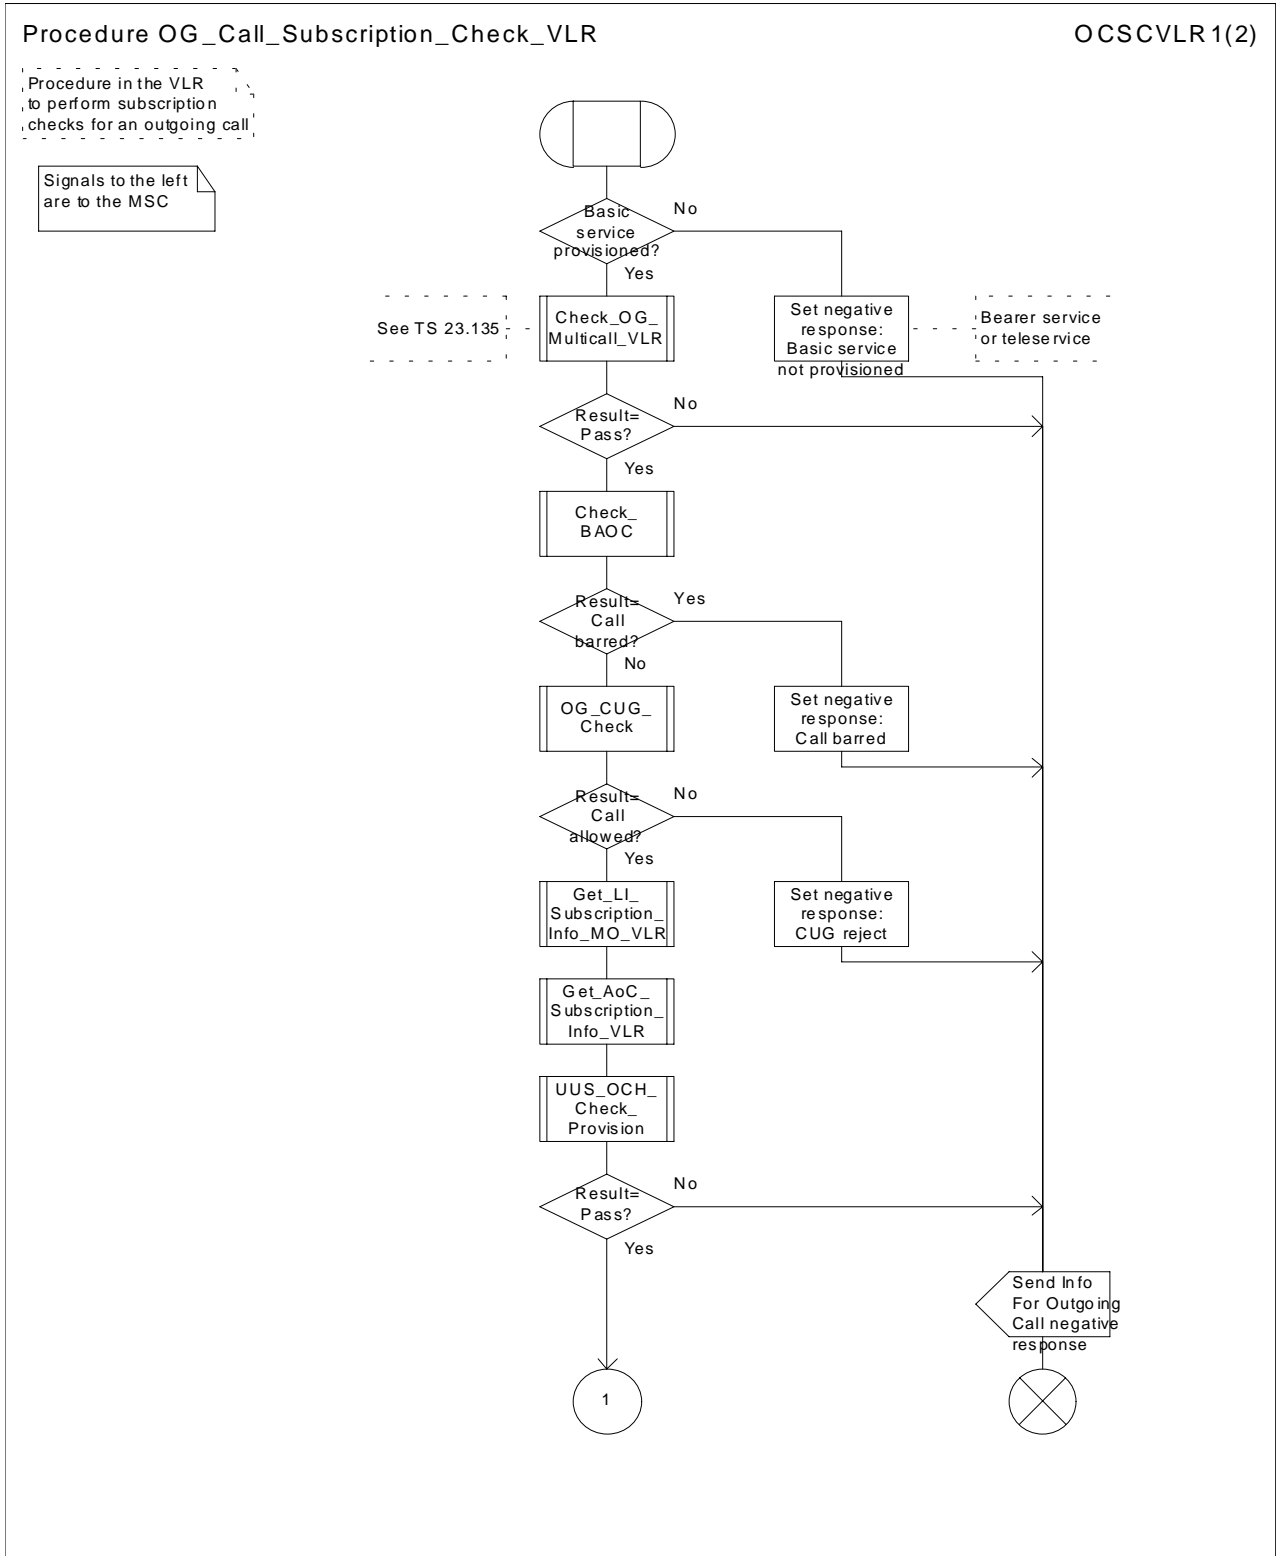 Procedure OG_Call_Subscription_Check_VLR
OCSCVLR1(2)
Procedure in the VLR
to perform subscription
checks for an outgoing call
Signals to the left
are to the MSC
Basic
service
provisioned?
No
Yes
See TS 23.135
Check_OG_
Multicall_VLR
Set negative
response:
Basic service
not provisioned
Bearer service
or teleservice
Result=
Pass?
No
Yes
Check_
BAOC
Result=
Call
barred?
Yes
No
OG_CUG_
Check
Set negative
response:
Call barred
Result=
Call
allowed?
No
Yes
Get_LI_
Subscription_
Info_MO_VLR
Set negative
response:
CUG reject
Get_AoC_
Subscription_
Info_VLR
UUS_OCH_
Check_
Provision
Result=
Pass?
No
Yes
Send Info
For Outgoing
Call negative
response
1